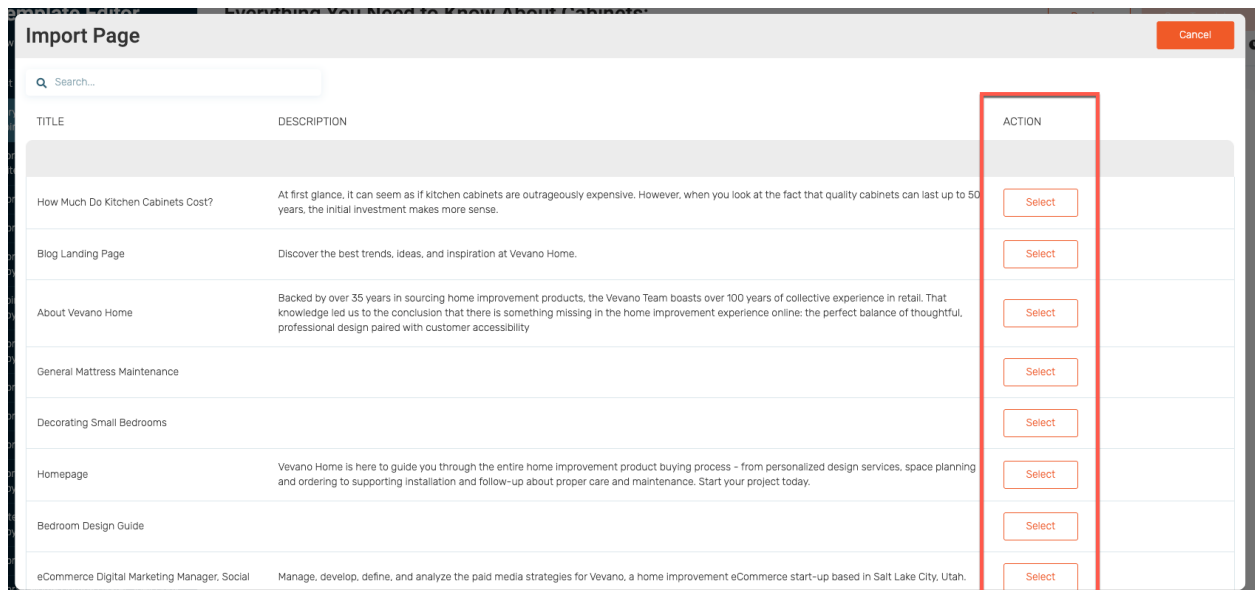 Everything You Need to Know About Cabinets:
Import Page
Cancel
Search...
TITLE
DESCRIPTION
ACTION
How Much Do Kitchen Cabinets Cost?
At first glance, it can seem as if kitchen cabinets are outrageously expensive. However, when you look at the fact that quality cabinets can last up to 50
years, the initial investment makes more sense.
Select
Blog Landing Page
Discover the best trends, ideas, and inspiration at Vevano Home.
Select
About Vevano Home
Backed by over 35 years in sourcing home improvement products, the Vevano Team boasts over 100 years of collective experience in retail. That
knowledge led us to the conclusion that there is something missing in the home improvement experience online: the perfect balance of thoughtful,
professional design paired with customer accessibility
Select
General Mattress Maintenance
Select
Decorating Small Bedrooms
Select
Homepage
Vevano Home is here to guide you through the entire home improvement product buying process - from personalized design services, space planning
and ordering to supporting installation and follow-up about proper care and maintenance. Start your project today.
Select
Bedroom Design Guide
Select
eCommerce Digital Marketing Manager, Social
Manage, develop, define, and analyze the paid media strategies for Vevano, a home improvement eCommerce start-up based in Salt Lake City, Utah.
Select